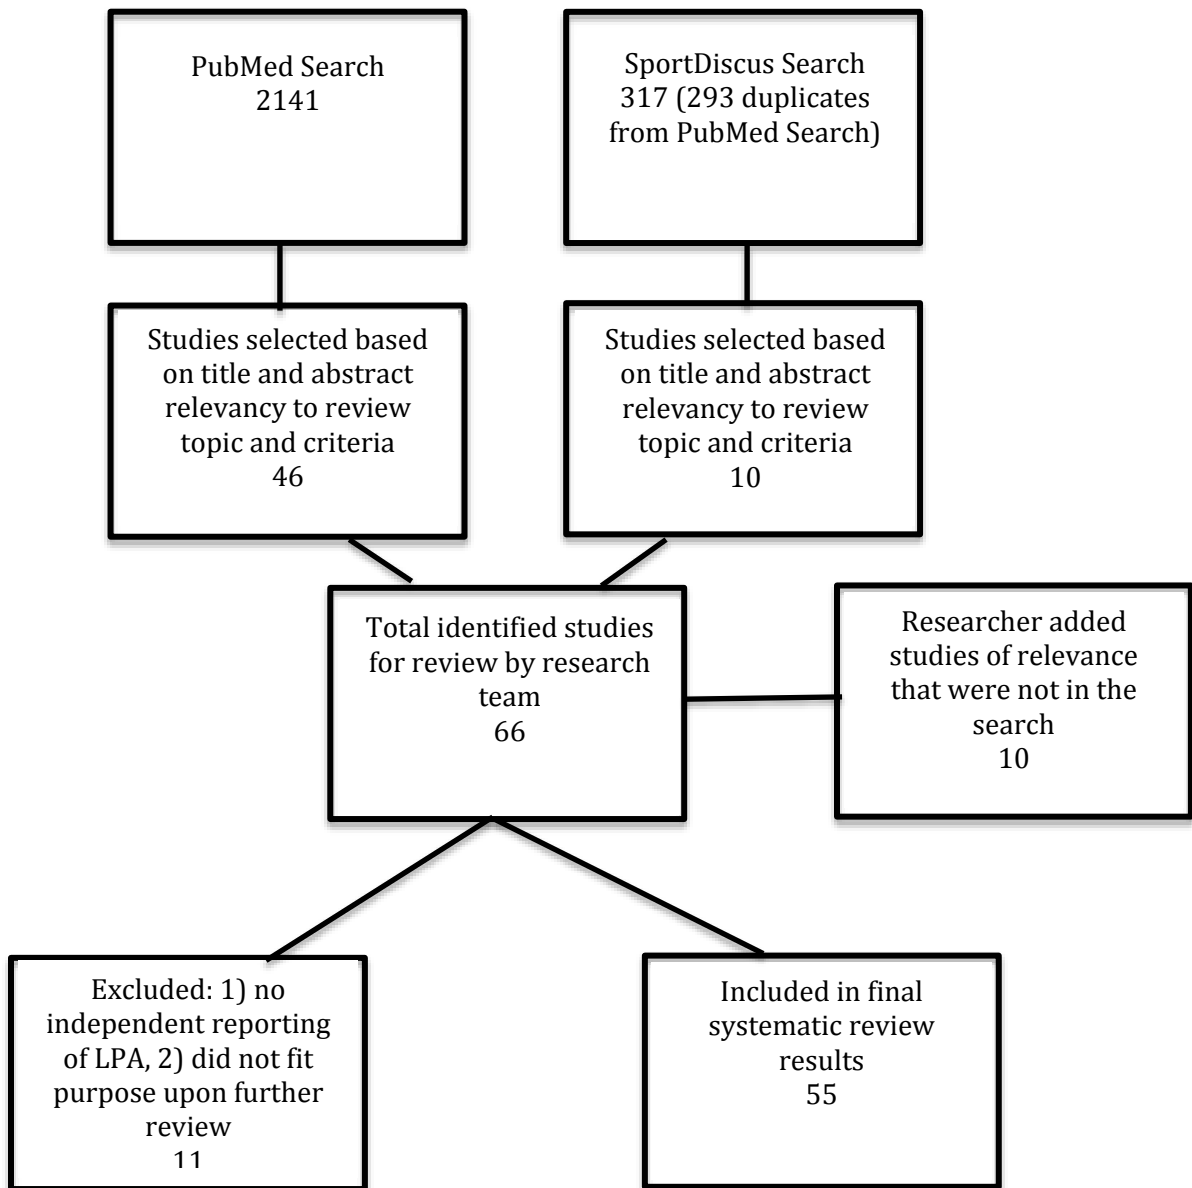 PubMed Search
2141
SportDiscus Search
317 (293 duplicates
from PubMed Search)
Studies selected based
on title and abstract
relevancy to review
topic and criteria
46
Studies selected based
on title and abstract
relevancy to review
topic and criteria
10
Total identified studies
for review by research
team
66
Researcher added
studies of relevance
that were not in the
search
10
Excluded: 1) no
independent reporting
of LPA, 2) did not fit
purpose upon further
review
11
Included in final
systematic review
results
55